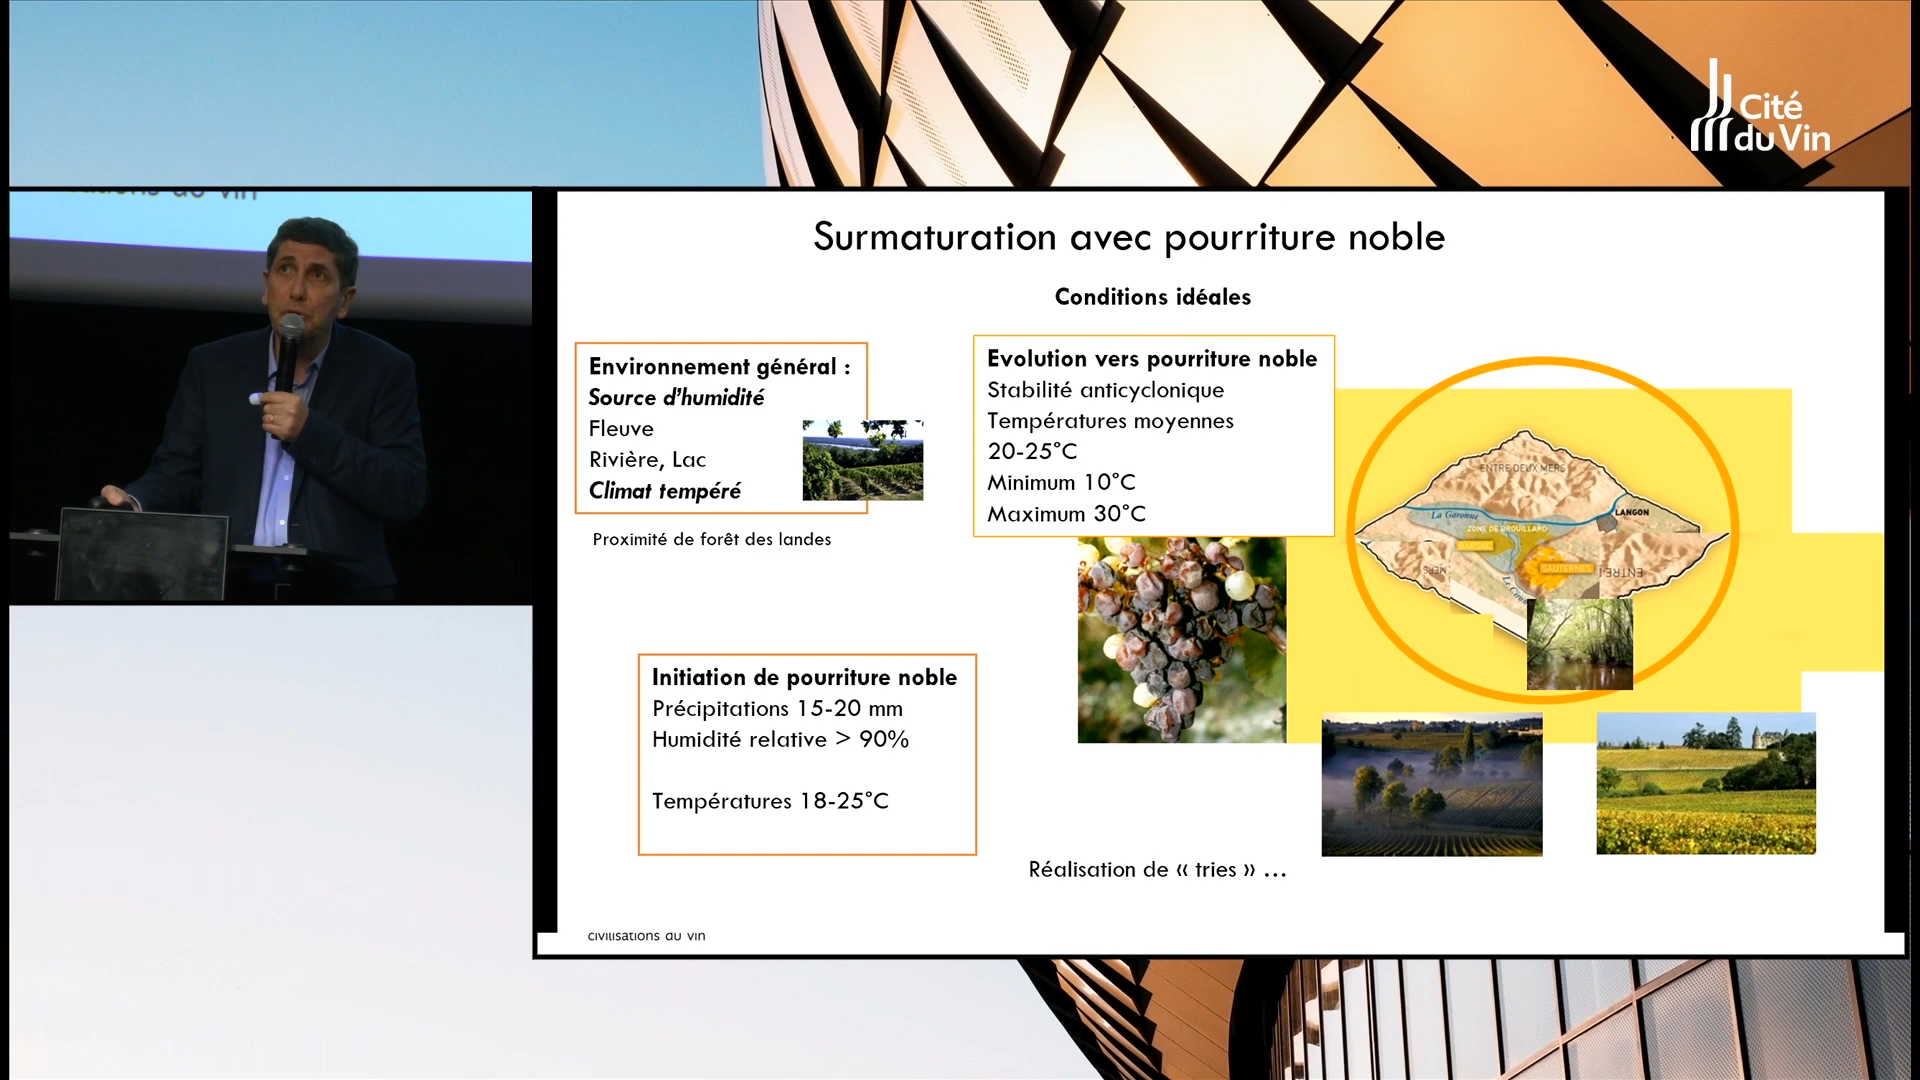 Cité
du Vin
Surmaturation avec pourriture noble
Conditions idéales
Environnement général :
Source d'humidité
Fleuve
Rivière, Lac
Climat tempéré
Proximité de forêt des landes
Evolution vers pourriture noble
Stabilité anticyclonique
Températures moyennes
20-25°C
Minimum 10°C
Maximum 30°C
ENTRE DEUX MERS
La Garonne
LANGON
ZONE DE BROUILLARD
BARSAC
SAUTERNES
Le Ciron
Initiation de pourriture noble
Précipitations 15-20 mm
Humidité relative > 90%
Températures 18-25°C
Réalisation de « tries » ...
civilisations du vin